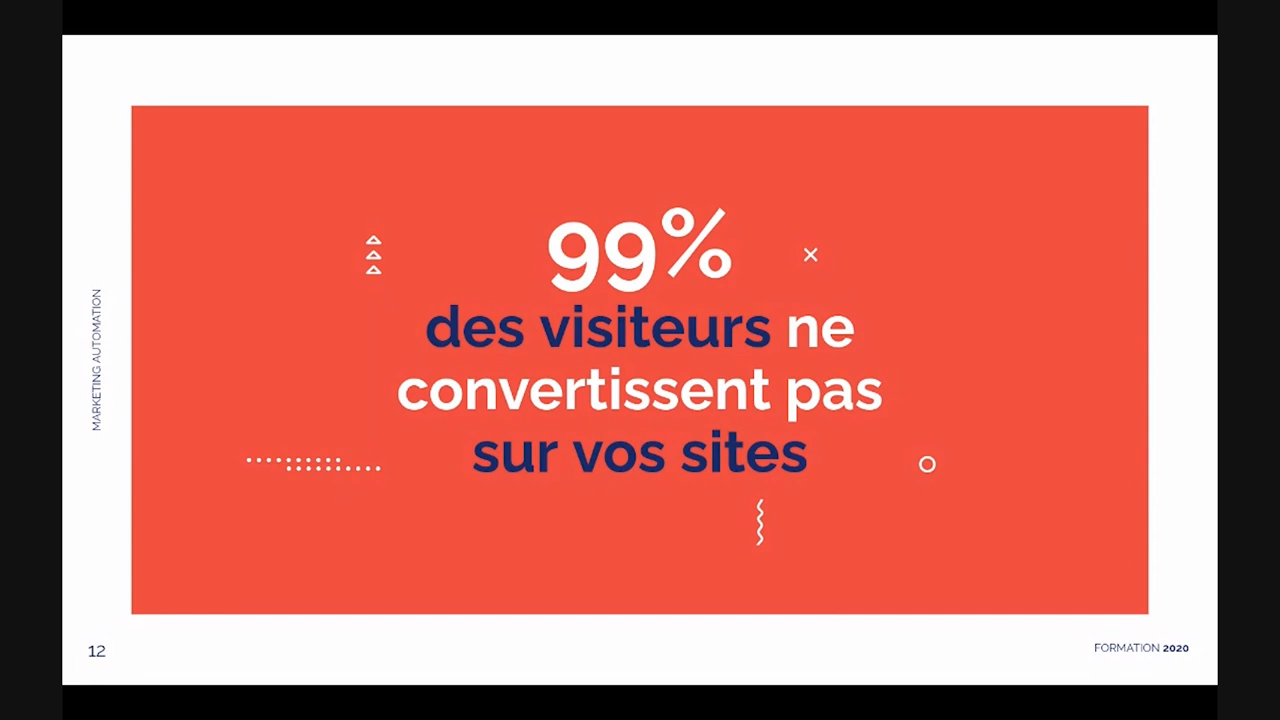 99%
des visiteurs ne
convertissent pas
sur vos sites
MARKETING AUTOMATION
12
FORMATION 2020